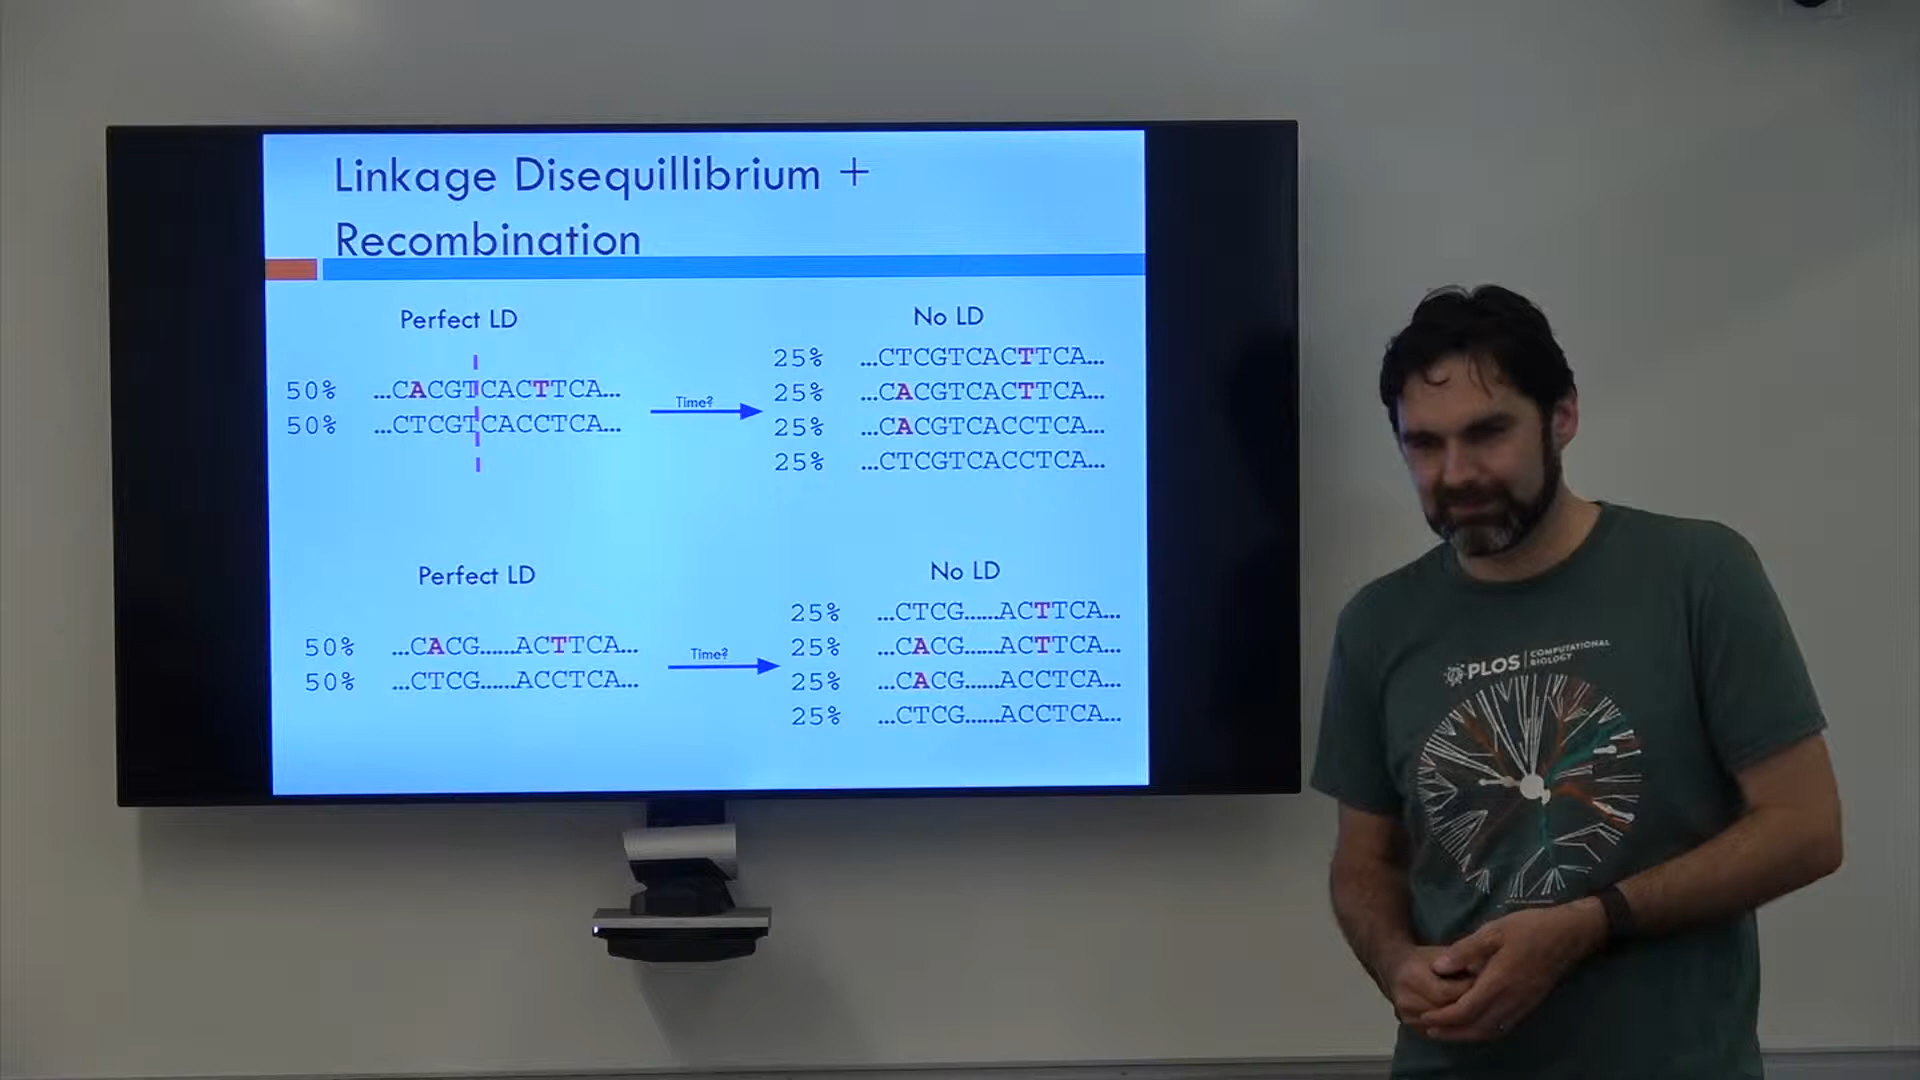 Linkage Disequillibrium +
Recombination
Perfect LD
50% ...CACGTCACTTCA...
50% ...CTCGTCACCTCA...
Time?
No LD
25% ...CTCGTCACTTCA...
25% ...CACGTCACTTCA...
25% ...CACGTCACCTCA...
25% ...CTCGTCACCTCA...
Perfect LD
50% ...CACG......ACTTCA...
50% ...CTCG......ACCTCA...
Time?
No LD
25% ...CTCG......ACTTCA...
25% ...CACG......ACTTCA...
25% ...CACG......ACCTCA...
25% ...CTCG......ACCTCA...
PLOS COMPUTATIONAL
BIOLOGY